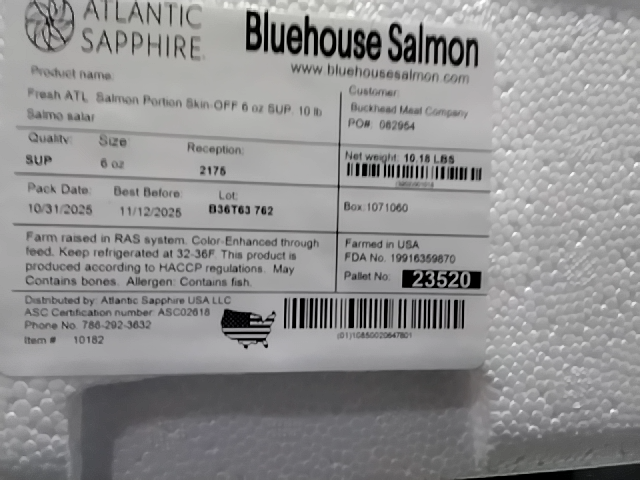 ATLANTIC
SAPPHIRE
Bluehouse Salmon
www.bluehousesalmon.com
Product name:
Fresh ATL Salmon Portion Skin-OFF 6 oz SUP 10 lb
Salmo salar
Customer:
Buckhead Meat Company
PO#: 062954
Quality:
Size:
Reception:
SUP
6 oz
2175
Net weight: 10.18 LBS
Pack Date:
Best Before:
Lot:
10/31/2025
11/12/2025
B36T63 762
Box:1071060
Farm raised in RAS system. Color-Enhanced through
feed. Keep refrigerated at 32-36F. This product is
produced according to HACCP regulations. May
Contains bones. Allergen: Contains fish.
Farmed in USA
FDA No. 19916359870
Pallet No: 23520
Distributed by: Atlantic Sapphire USA LLC
ASC Certification number: ASC02618
Phone No. 786-292-3632
Item # 10182
(01)10850020647801